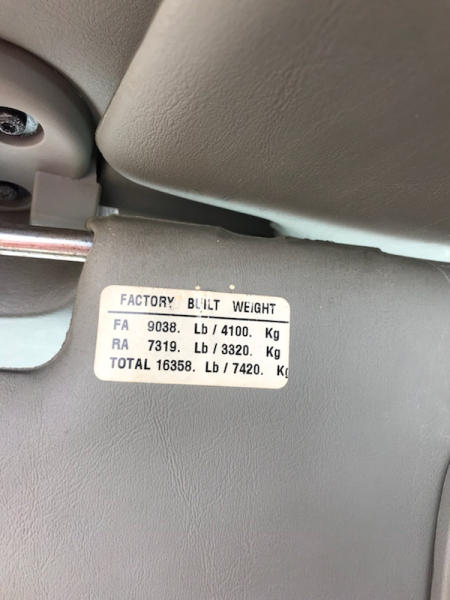 FACTORY BUILT WEIGHT
FA 9038. Lb / 4100. Kg
RA 7319. Lb / 3320. Kg
TOTAL 16358. Lb / 7420. Kg